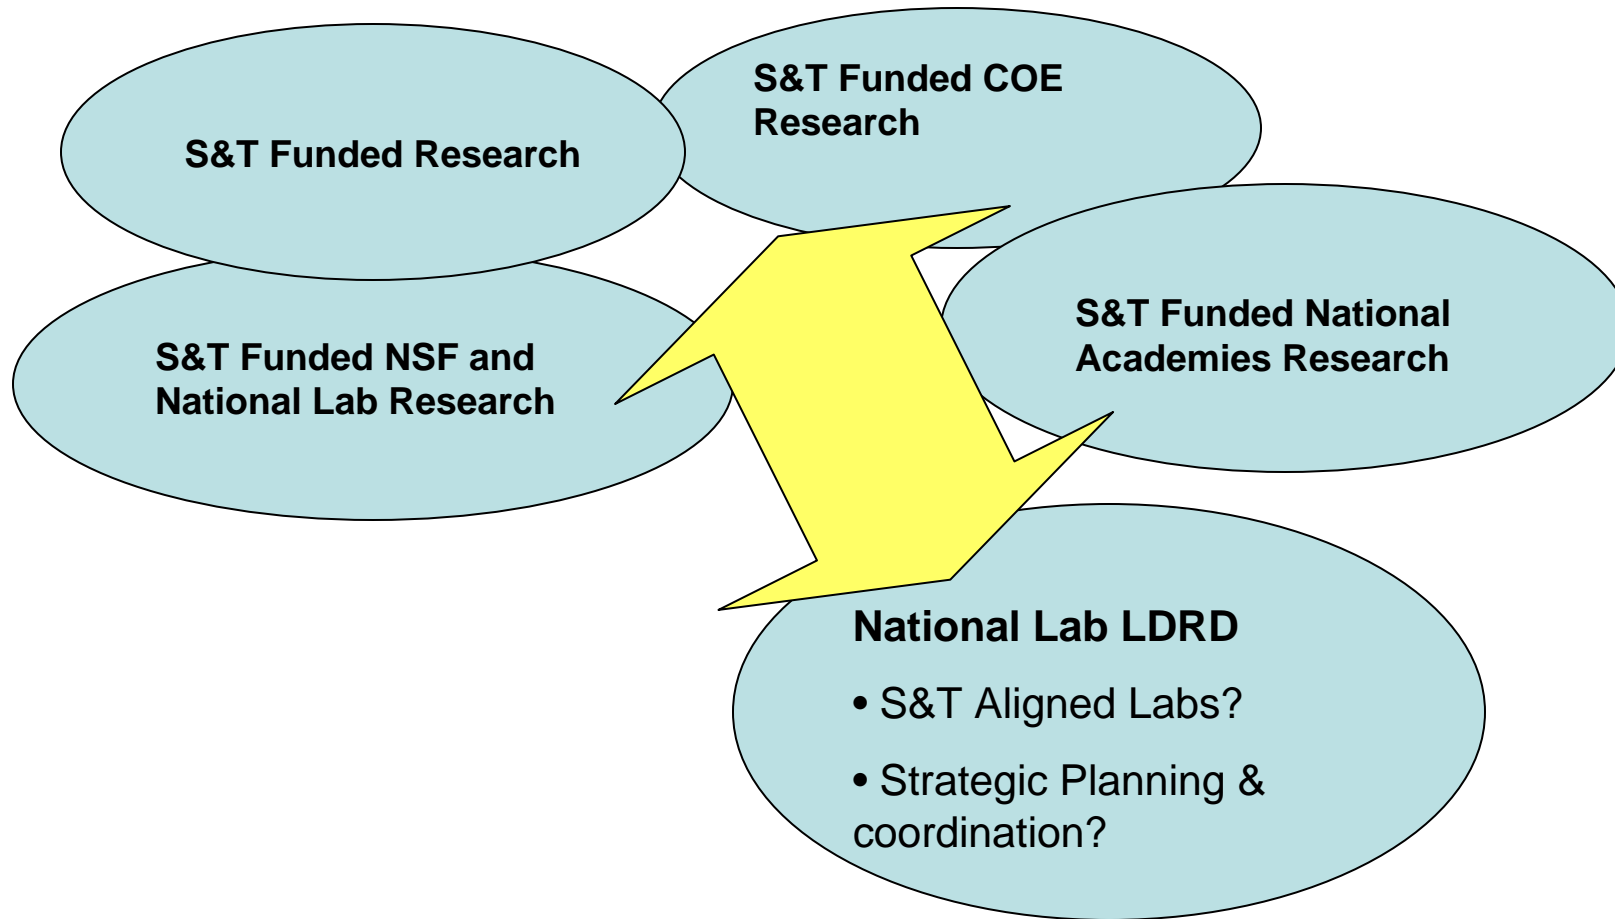 S&T Funded COE
Research
S&T Funded Research
S&T Funded National
Academies Research
S&T Funded NSF and
National Lab Research
National Lab LDRD
• S&T Aligned Labs?
• Strategic Planning &
coordination?